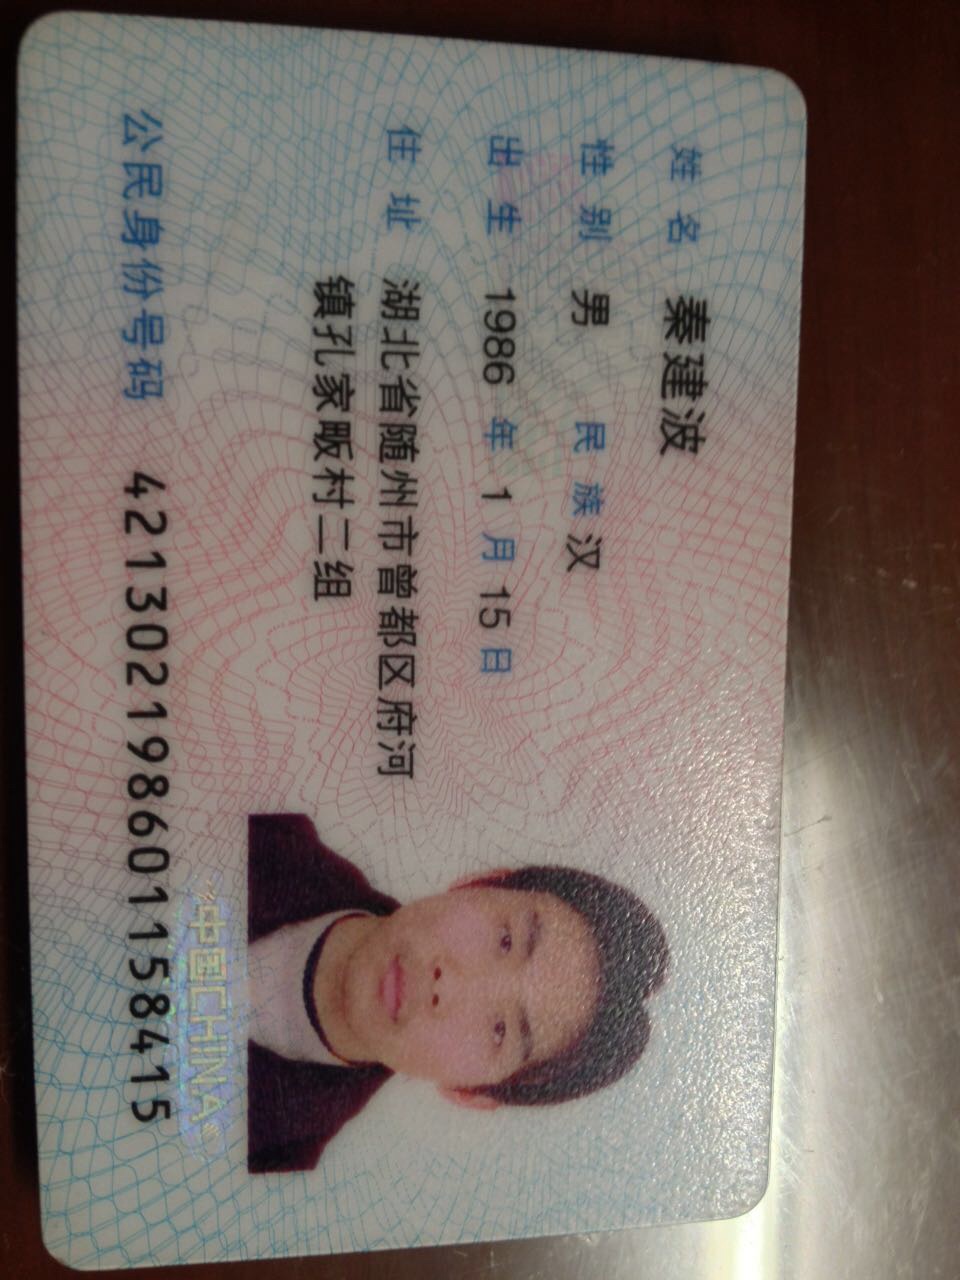 姓名 秦建波
性别 男 民族 汉
出生 1986 年 1 月 15 日
住址 湖北省随州市曾都区府河
镇孔家畈村二组
公民身份号码 421302198601158415
中国CHINA